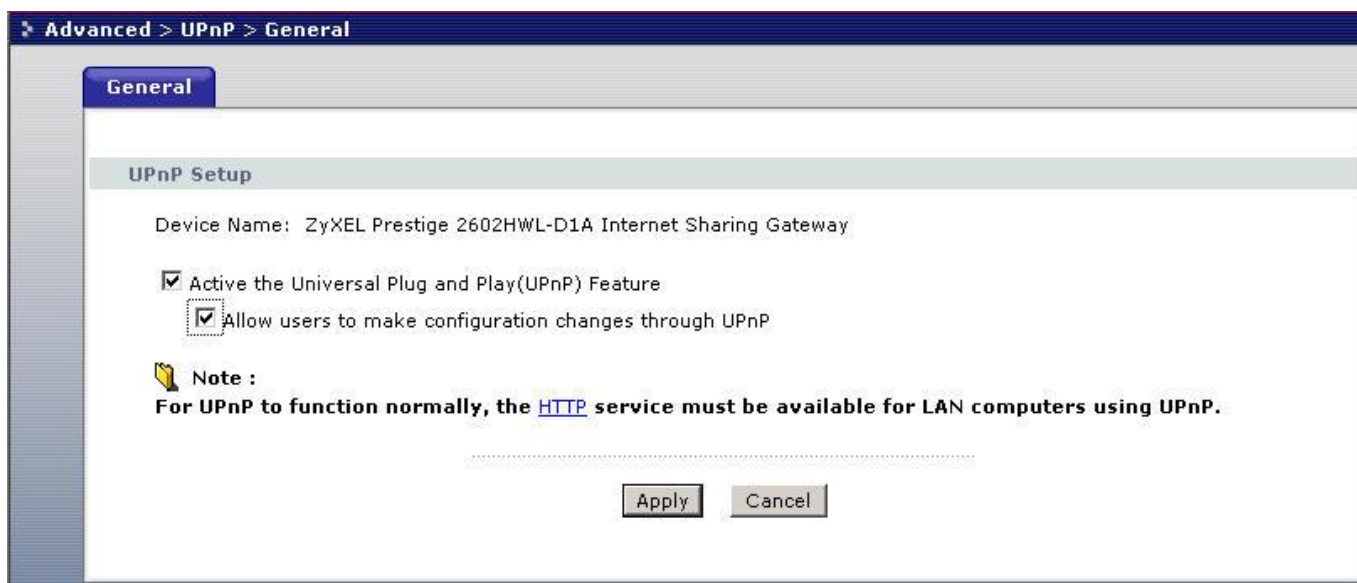 Advanced > UPnP > General
General
UPnP Setup
Device Name: ZyXEL Prestige 2602HWL-D1A Internet Sharing Gateway
Active the Universal Plug and Play(UPnP) Feature
Allow users to make configuration changes through UPnP
Note :
For UPnP to function normally, the HTTP service must be available for LAN computers using UPnP.
Apply Cancel